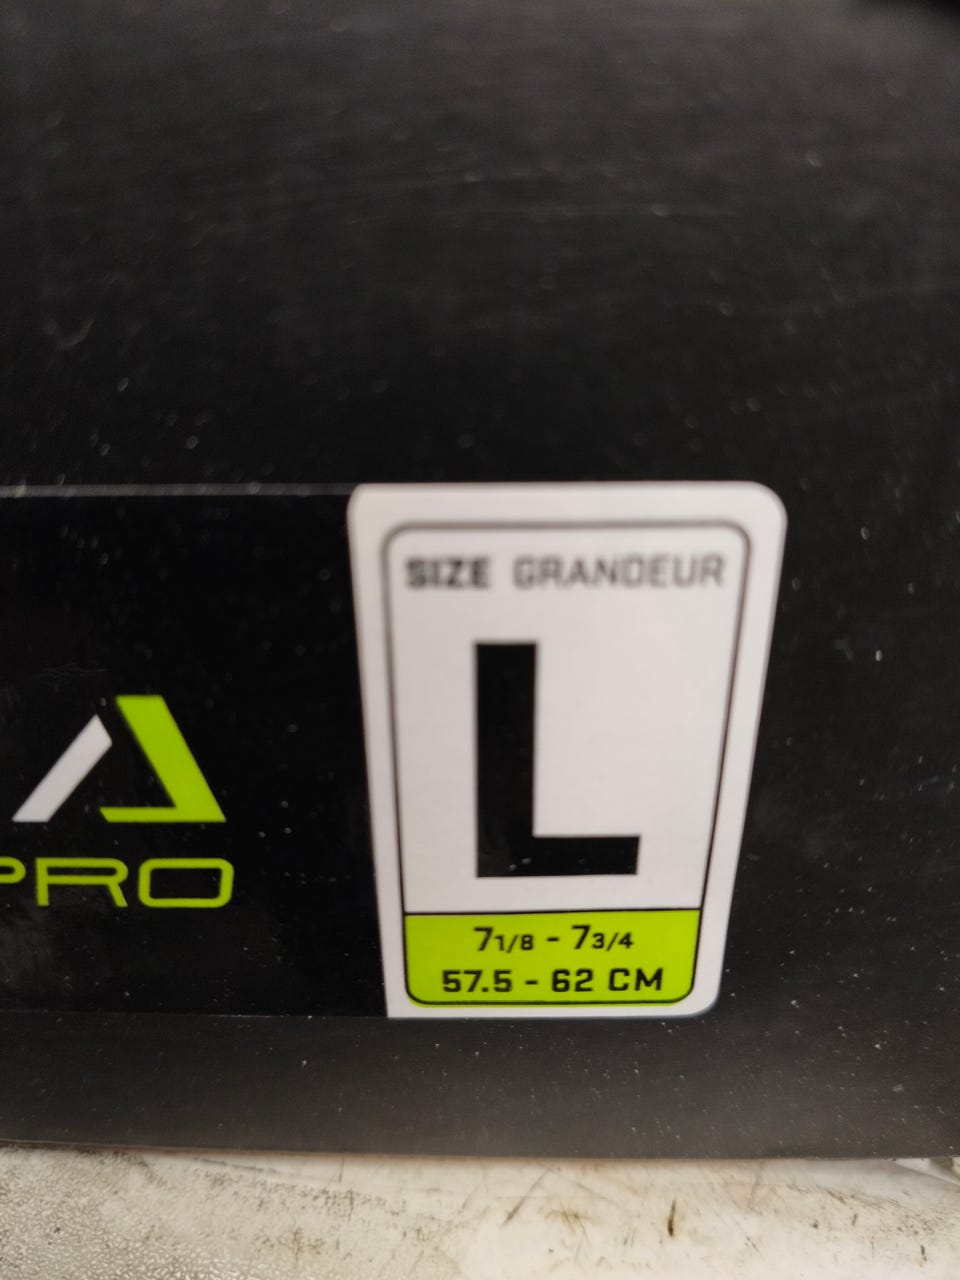 SIZE GRANDEUR
L
A
PRO
71/8 - 73/4
57.5 - 62 CM